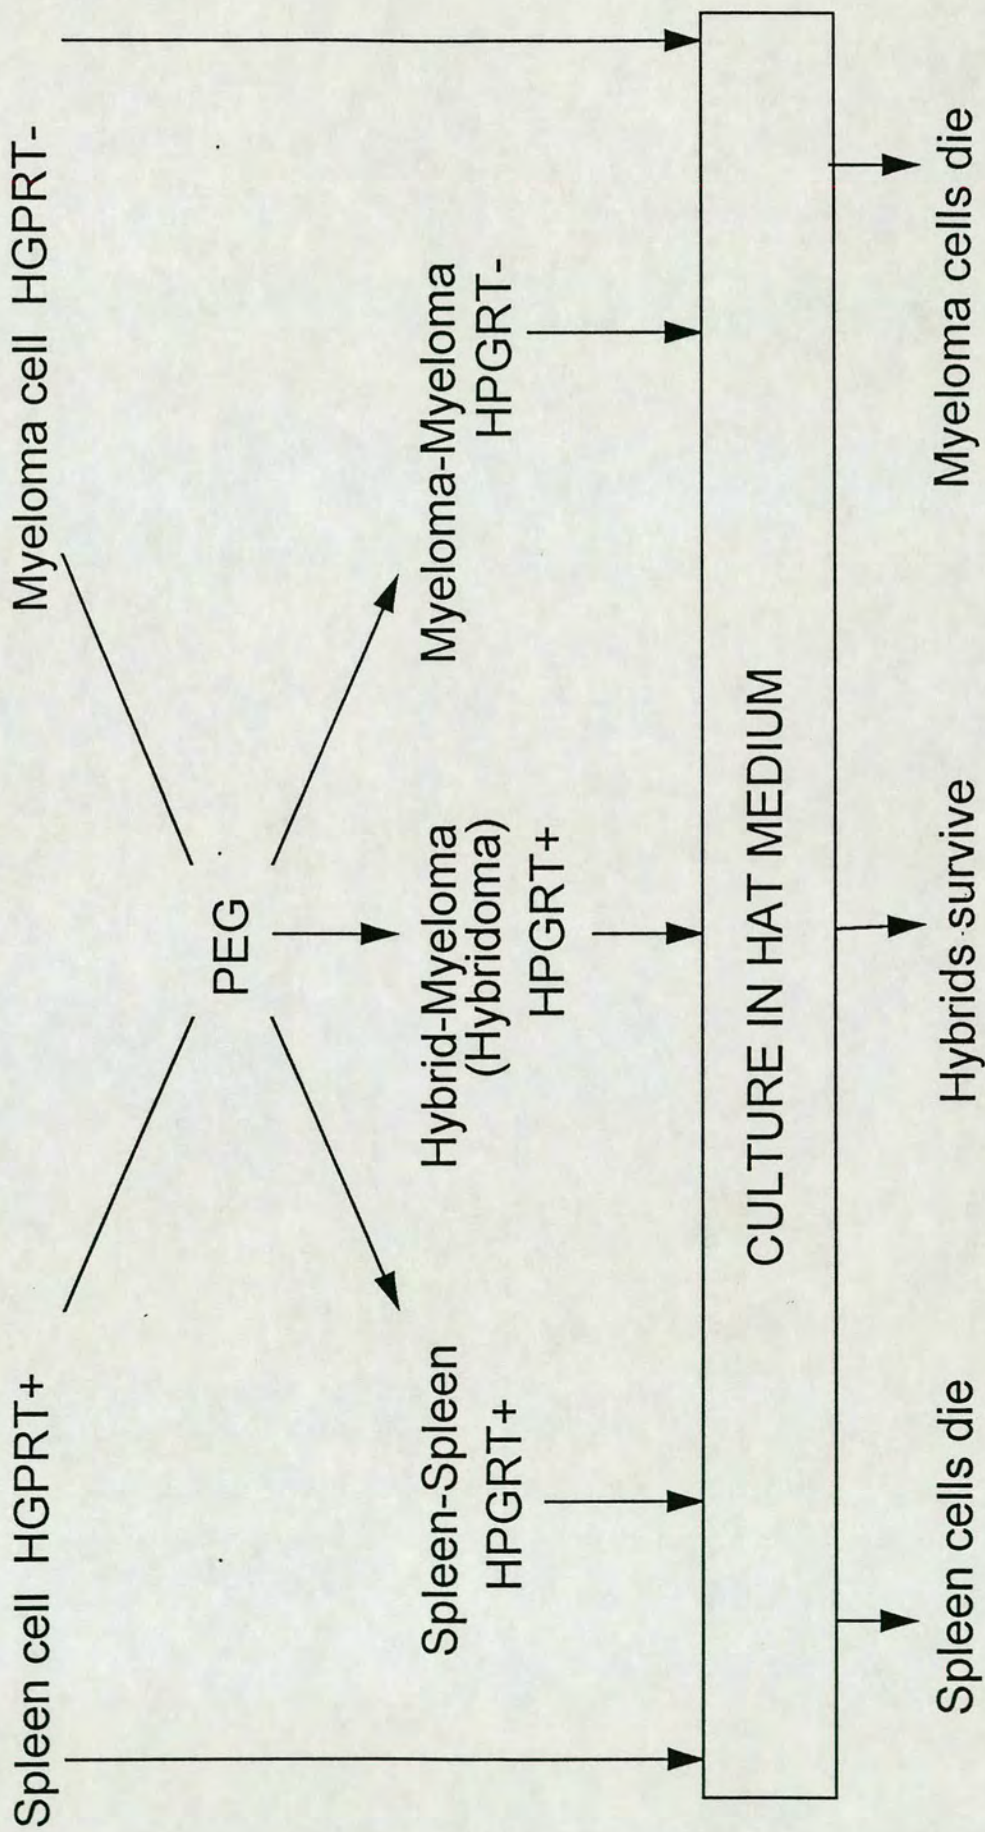 Spleen cell HGPRT+
Myeloma cell HGPRT-
PEG
Spleen-Spleen
HPGRT+
Hybrid-Myeloma
(Hybridoma)
HPGRT+
Myeloma-Myeloma
HPGRT-
CULTURE IN HAT MEDIUM
Spleen cells die
Hybrids survive
Myeloma cells die